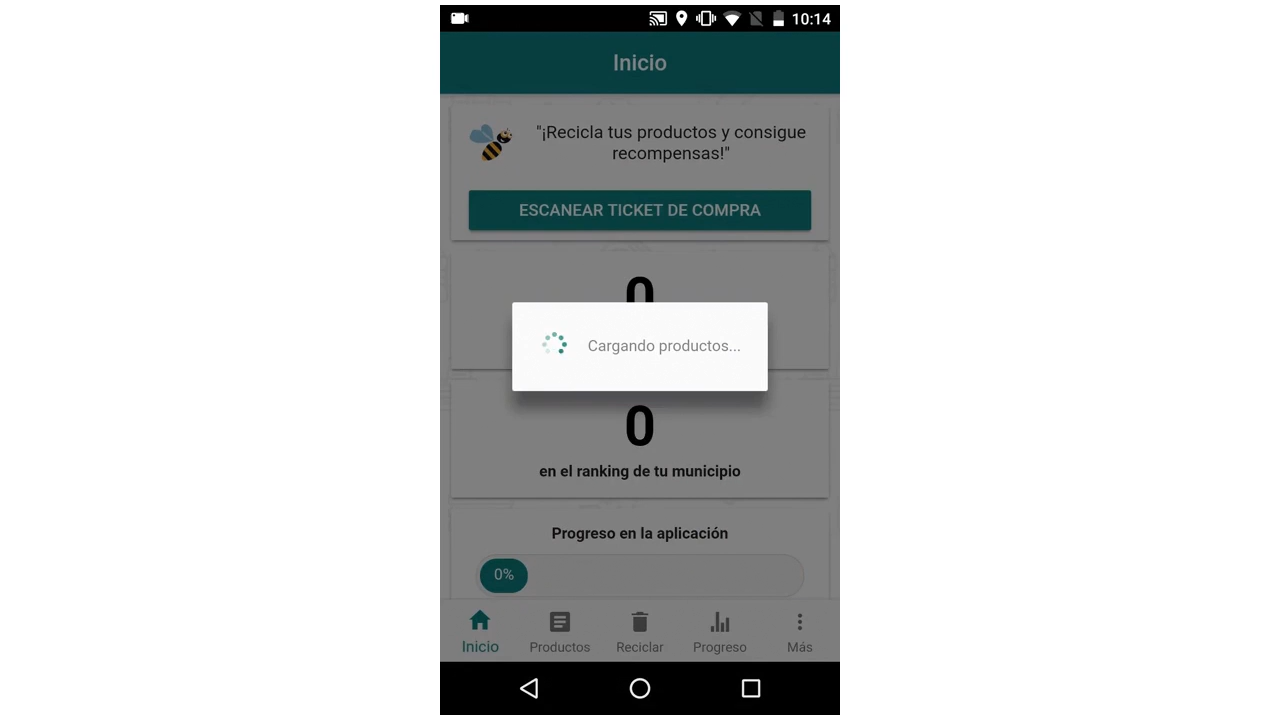 10:14
Inicio
"¡Recicla tus productos y consigue
recompensas!"
ESCANEAR TICKET DE COMPRA
0
Cargando productos...
0
en el ranking de tu municipio
Progreso en la aplicación
0%
Inicio
Productos
Reciclar
Progreso
Más